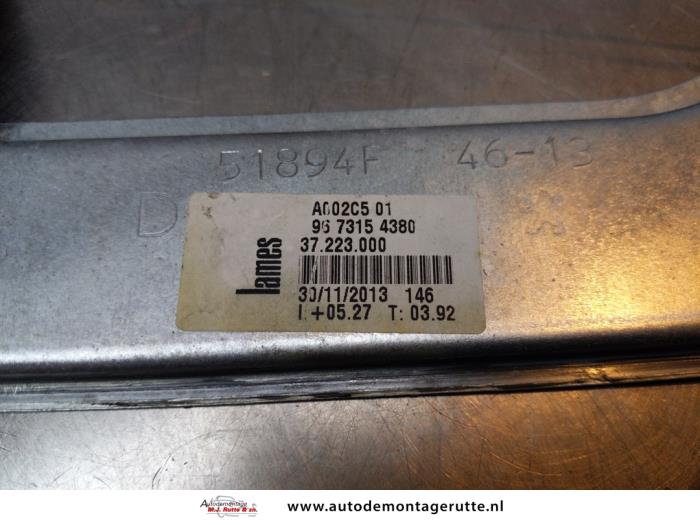 51894F 46-13
D
A002C5 01
96 7315 4380
37.223.000
lames
30/11/2013 146
I: +05.27 T: 03.92
Autodemontage
M.J. Rutte & zn.
www.autodemontagerutte.nl